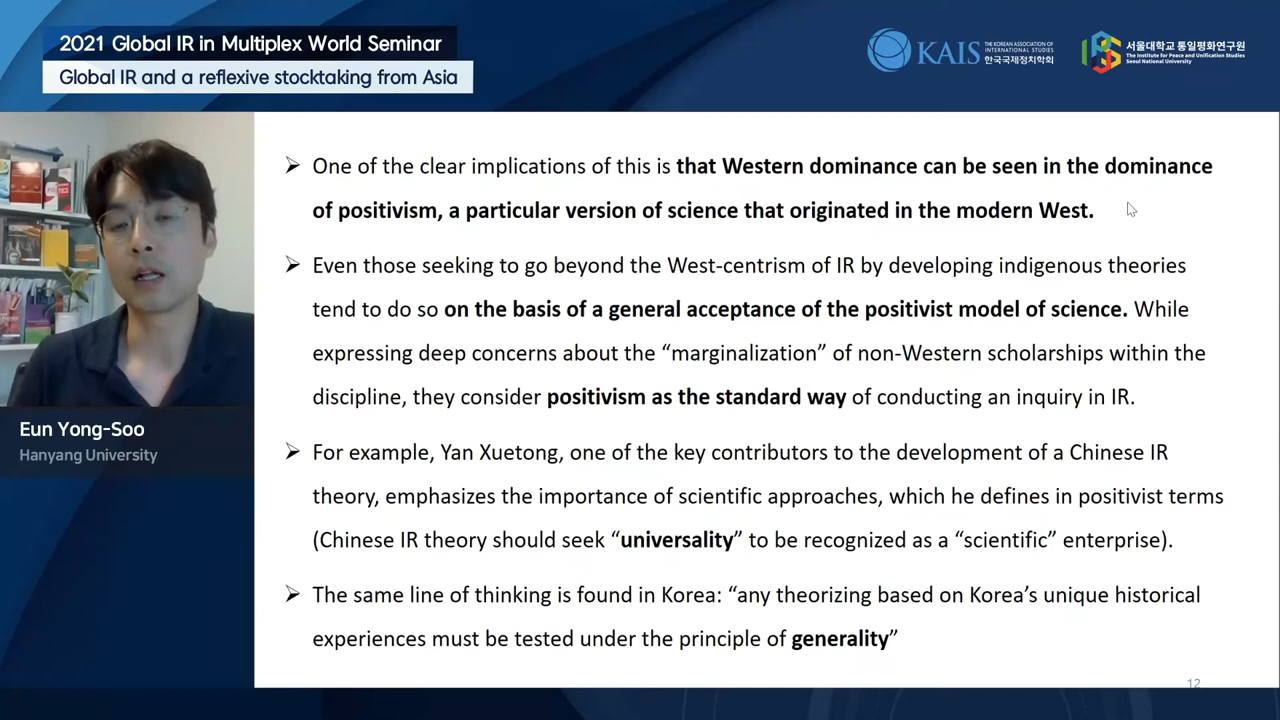 2021 Global IR in Multiplex World Seminar
Global IR and a reflexive stocktaking from Asia
KAIS THE KOREAN ASSOCIATION OF
INTERNATIONAL STUDIES
한국국제정치학회
서울대학교 통일평화연구원
The Institute for Peace and Unification Studies
Seoul National University
➢ One of the clear implications of this is that Western dominance can be seen in the dominance
of positivism, a particular version of science that originated in the modern West.
➢ Even those seeking to go beyond the West-centrism of IR by developing indigenous theories
tend to do so on the basis of a general acceptance of the positivist model of science. While
expressing deep concerns about the “marginalization” of non-Western scholarships within the
discipline, they consider positivism as the standard way of conducting an inquiry in IR.
➢ For example, Yan Xuetong, one of the key contributors to the development of a Chinese IR
theory, emphasizes the importance of scientific approaches, which he defines in positivist terms
(Chinese IR theory should seek “universality” to be recognized as a “scientific” enterprise).
➢ The same line of thinking is found in Korea: “any theorizing based on Korea’s unique historical
experiences must be tested under the principle of generality”
12
Eun Yong-Soo
Hanyang University